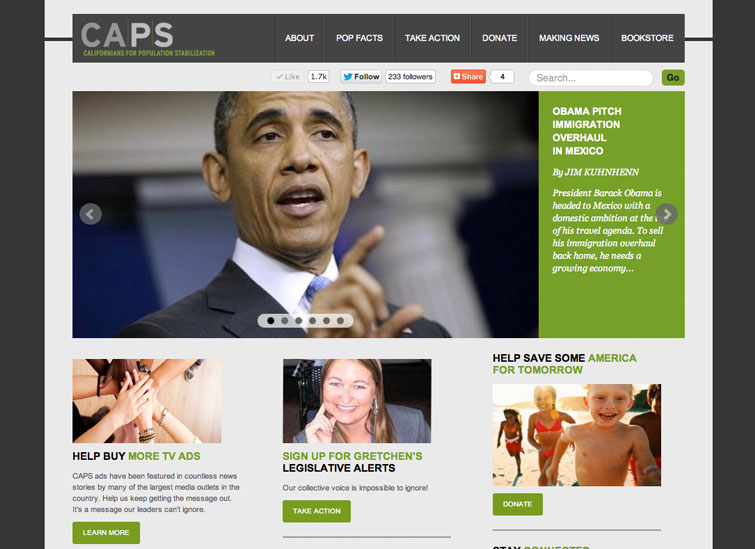 CAPS
CALIFORNIANS FOR POPULATION STABILIZATION
ABOUT
POP FACTS
TAKE ACTION
DONATE
MAKING NEWS
BOOKSTORE
Like
1.7k
Follow
233 followers
Share
4
Search...
Go
OBAMA PITCH
IMMIGRATION
OVERHAUL
IN MEXICO
By JIM KUHNHENN
President Barack Obama is
headed to Mexico with a
domestic ambition at the
of his travel agenda. To sell
his immigration overhaul
back home, he needs a
growing economy...
HELP BUY MORE TV ADS
CAPS ads have been featured in countless news
stories by many of the largest media outlets in the
country. Help us keep getting the message out.
It's a message our leaders can't ignore.
LEARN MORE
SIGN UP FOR GRETCHEN'S
LEGISLATIVE ALERTS
Our collective voice is impossible to ignore!
TAKE ACTION
HELP SAVE SOME AMERICA
FOR TOMORROW
DONATE
STAY CONNECTED